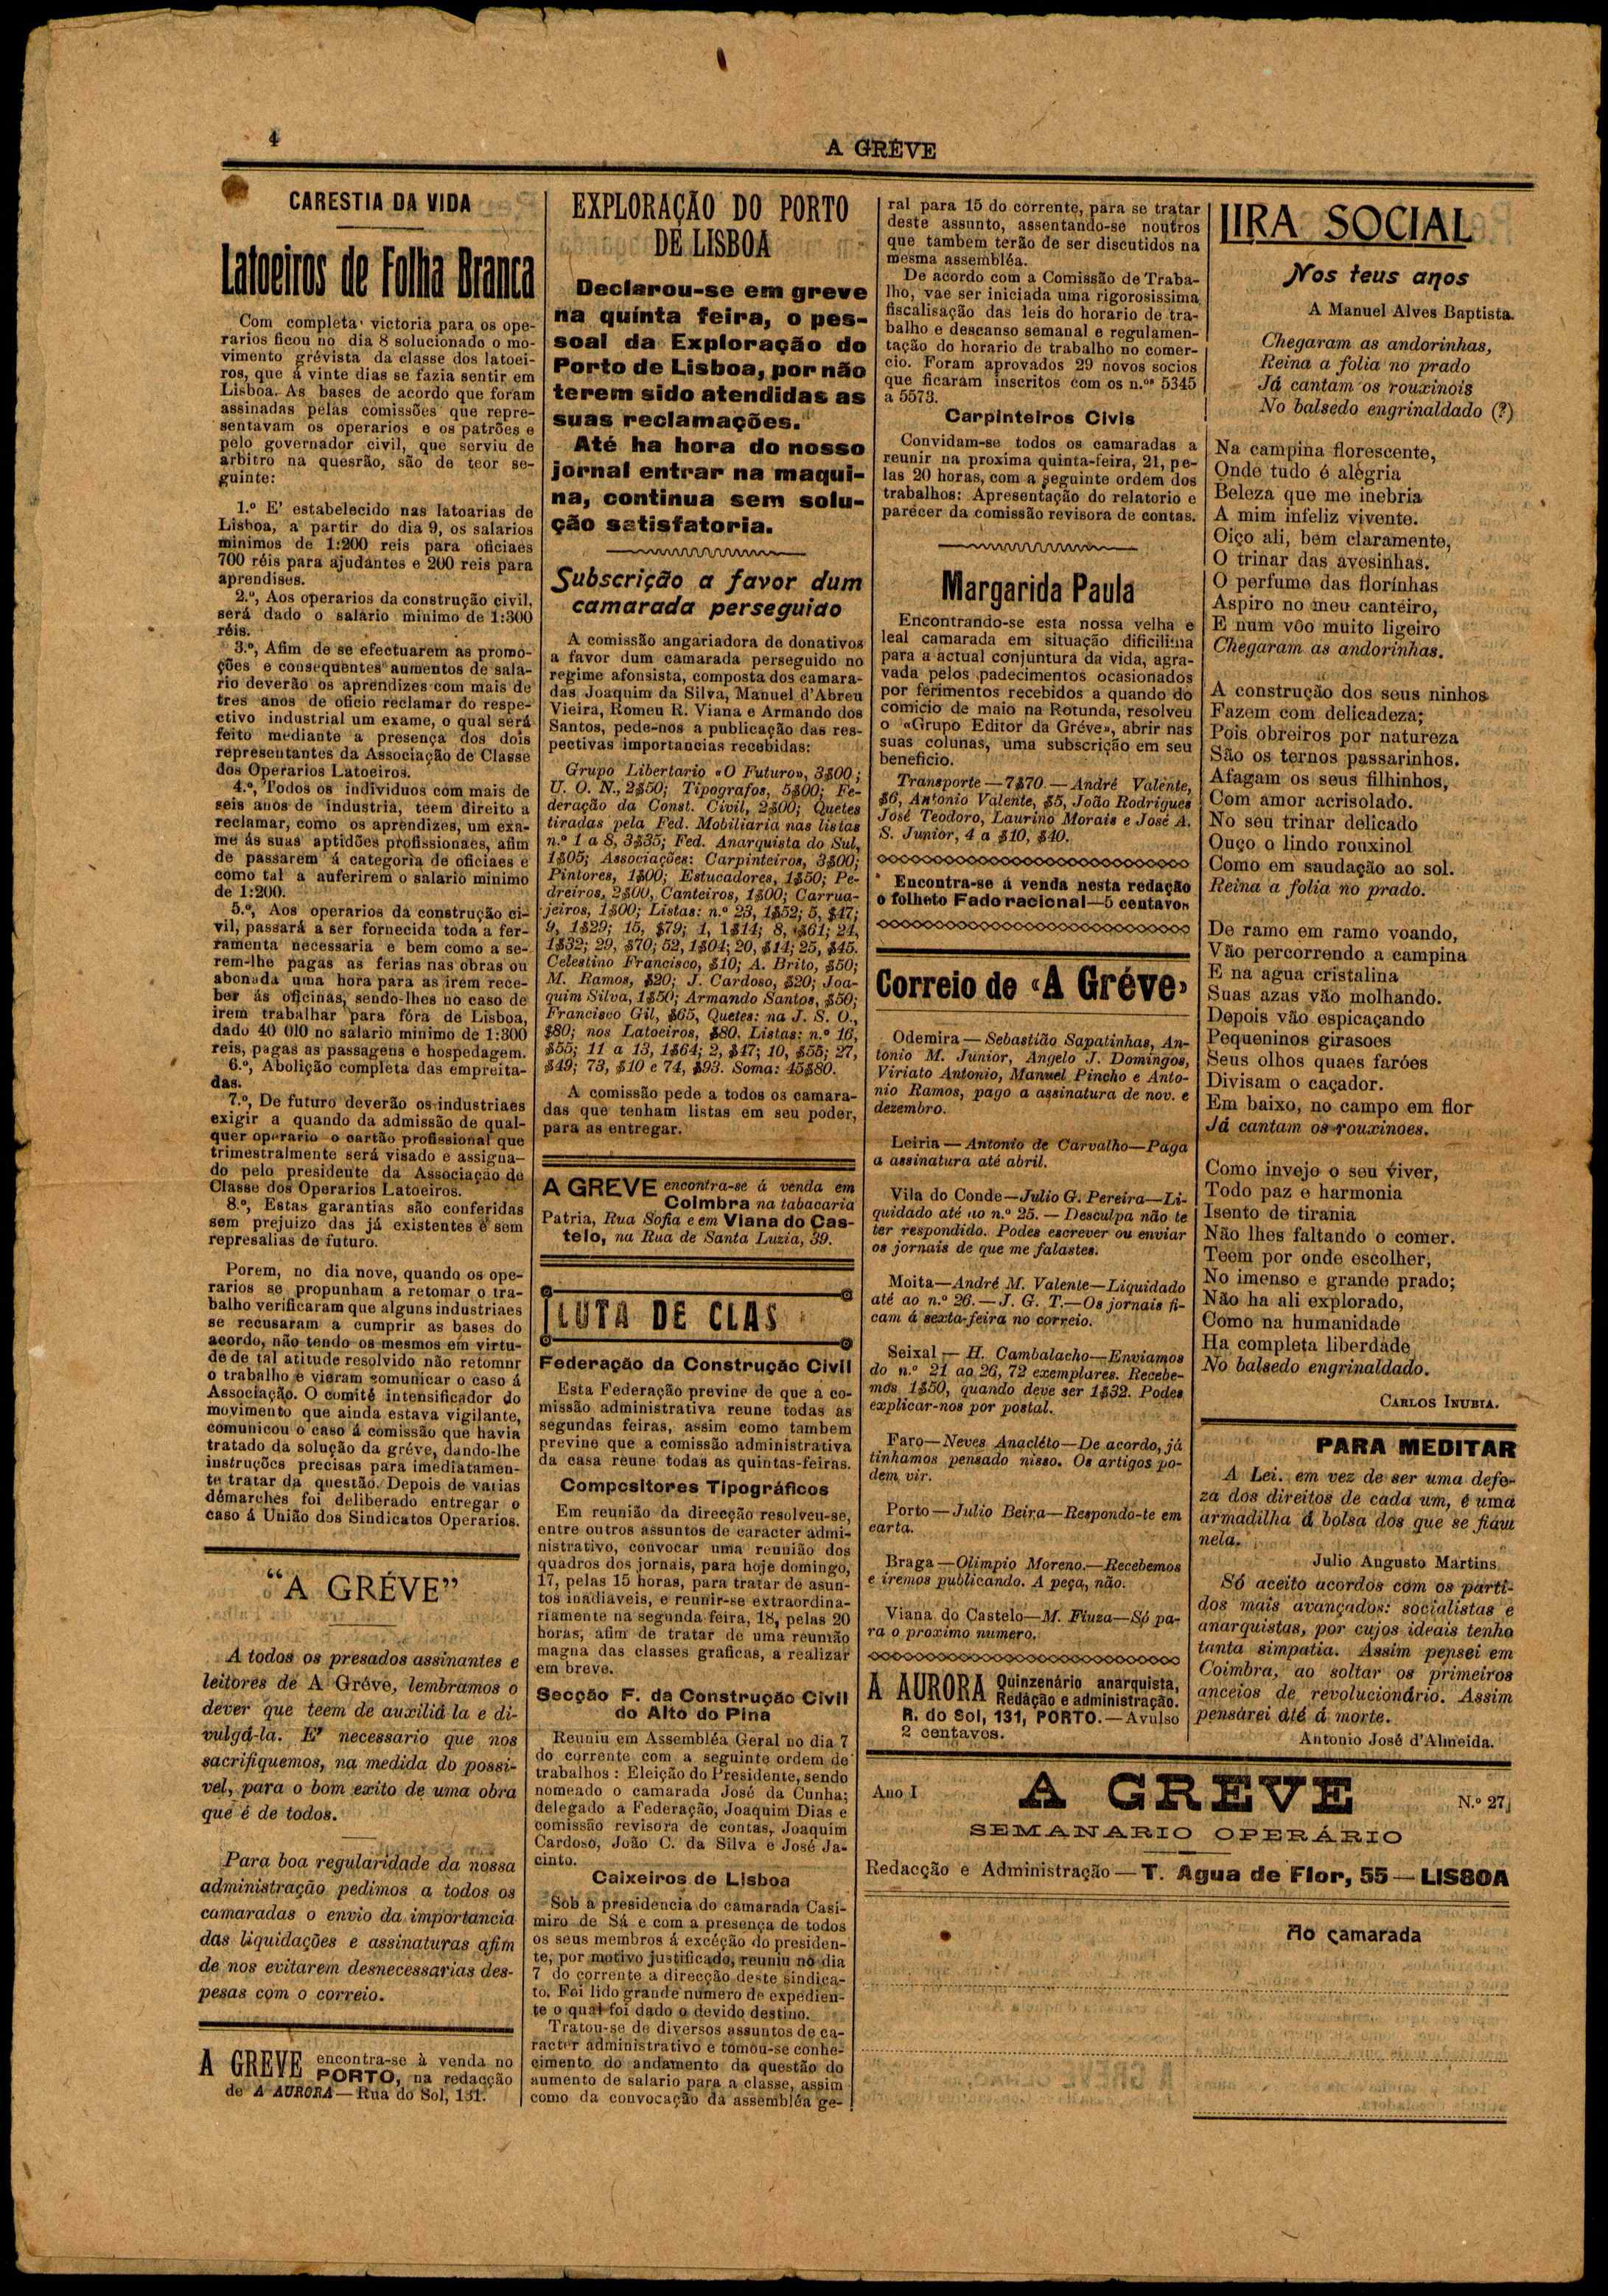 4
A GRÉVE
CARESTIA DA VIDA
Latoeiros de Folha Branca
Com completa victoria para os ope-
rarios ficou no dia 8 solucionado o mo-
vimento grévista da classe dos latoei-
ros, que á vinte dias se fazia sentir em
Lisboa. As bases de acordo que foram
assinadas pelas comissões que repre-
sentavam os operarios e os patrões e
pelo governador civil, que serviu de
arbitro na quesrão, são de teor se-
guinte:
1.º E' estabelecido nas latoarias de
Lisboa, a partir do dia 9, os salarios
minimos de 1:200 reis para oficiaes
700 réis para ajudantes e 200 reis para
aprendises.
2.º, Aos operarios da construção civil,
será dado o salario minimo de 1:300
réis.
3.º, Afim de se efectuarem as promo-
ções e consequentes aumentos de sala-
rio deverão os aprendizes com mais de
tres anos de oficio reclamar do respe-
ctivo industrial um exame, o qual será
feito mediante a presença dos dois
representantes da Associação de Classe
dos Operarios Latoeiros.
4.º, Todos os individuos com mais de
seis anos de industria, teem direito a
reclamar, como os aprendizes, um exa-
me ás suas aptidões profissionaes, afim
de passarem á categoria de oficiaes e
como tal a auferirem o salario minimo
de 1:200.
5.º, Aos operarios da construção ci-
vil, passará a ser fornecida toda a fer-
ramenta necessaria e bem como a se-
rem-lhe pagas as ferias nas obras ou
abonada uma hora para as irem rece-
ber ás oficinas, sendo-lhes no caso de
irem trabalhar para fóra de Lisboa,
dado 40 0|0 no salario minimo de 1:300
reis, pagas as passagens e hospedagem.
6.º, Abolição completa das empreita-
das.
7.º, De futuro deverão os industriaes
exigir a quando da admissão de qual-
quer operario o cartão profissional que
trimestralmente será visado e assigna-
do pelo presidente da Associação de
Classe dos Operarios Latoeiros.
8.º, Estas garantias são conferidas
sem prejuizo das já existentes e sem
represalias de futuro.
Porem, no dia nove, quando os ope-
rarios se propunham a retomar o tra-
balho verificaram que alguns industriaes
se recusaram a cumprir as bases do
acordo, não tendo os mesmos em virtu-
de de tal atitude resolvido não retomar
o trabalho e vieram comunicar o caso á
Associação. O comité intensificador do
movimento que ainda estava vigilante,
comunicou o caso á comissão que havia
tratado da solução da gréve, dando-lhe
instruções precisas para imediatamen-
te tratar da questão. Depois de varias
démarches foi deliberado entregar o
caso á União dos Sindicatos Operarios.
“A GRÉVE”
A todos os presados assinantes e
leitores de A Gréve, lembramos o
dever que teem de auxiliá-la e di-
vulgá-la. E' necessario que nos
sacrifiquemos, na medida do possi-
vel, para o bom exito de uma obra
que é de todos.
Para boa regularidade da nossa
administração pedimos a todos os
camaradas o envio da importancia
das liquidações e assinaturas afim
de nos evitarem desnecessarias des-
pesas com o correio.
A GREVE encontra-se à venda no
PORTO, na redacção
de A AURORA—Rua do Sol, 131.
EXPLORAÇÃO DO PORTO
DE LISBOA
Declarou-se em greve
na quinta feira, o pes-
soal da Exploração do
Porto de Lisboa, por não
terem sido atendidas as
suas reclamações.
Até ha hora do nosso
jornal entrar na maqui-
na, continua sem solu-
ção satisfatoria.
Subscrição a favor dum
camarada perseguido
A comissão angariadora de donativos
a favor dum camarada perseguido no
regime afonsista, composta dos camara-
das Joaquim da Silva, Manuel d'Abreu
Vieira, Romeu R. Viana e Armando dos
Santos, pede-nos a publicação das res-
pectivas importancias recebidas:
Grupo Libertario «O Futuro», 3$00;
U. O. N., 2$50; Tipografos, 5$00; Fe-
deração da Const. Civil, 2$00; Quetes
tiradas pela Fed. Mobiliaria nas listas
n.º 1 a 8, 3$35; Fed. Anarquista do Sul,
1$05; Associações: Carpinteiros, 3$00;
Pintores, 1$00; Estucadores, 1$50; Pe-
dreiros, 2$00, Canteiros, 1$00; Carrua-
jeiros, 1$00; Listas: n.º 23, 1$52; 5, $47;
9, 1$29; 15, $79; 1, 1$14; 8, $61; 24,
1$32; 29, $70; 52, 1$04; 20, $14; 25, $45.
Celestino Francisco, $10; A. Brito, $50;
M. Ramos, $20; J. Cardoso, $20; Joa-
quim Silva, 1$50; Armando Santos, $50;
Francisco Gil, $65, Quetes: na J. S. O.,
$80; nos Latoeiros, $80. Listas: n.º 16,
$55; 11 a 13, 1$64; 2, $47; 10, $55; 27,
$49; 73, $10 e 74, $93. Soma: 45$80.
A comissão pede a todos os camara-
das que tenham listas em seu poder,
para as entregar.
A GREVE encontra-se á venda em
Coimbra na tabacaria
Patria, Rua Sofia e em Viana do Cas-
telo, na Rua de Santa Luzia, 39.
LUTA DE CLAS
Federação da Construção Civil
Esta Federação previne de que a co-
missão administrativa reune todas as
segundas feiras, assim como tambem
previne que a comissão administrativa
da casa reune todas as quintas-feiras.
Compositores Tipográficos
Em reunião da direcção resolveu-se,
entre outros assuntos de caracter admi-
nistrativo, convocar uma reunião dos
quadros dos jornais, para hoje domingo,
17, pelas 15 horas, para tratar de asun-
tos inadiaveis, e reunir-se extraordina-
riamente na segunda feira, 18, pelas 20
horas, afim de tratar de uma reunião
magna das classes graficas, a realizar
em breve.
Secção F. da Construção Civil
do Alto do Pina
Reuniu em Assembléa Geral no dia 7
do corrente com a seguinte ordem de
trabalhos: Eleição do Presidente, sendo
nomeado o camarada José da Cunha;
delegado a Federação, Joaquim Dias e
comissão revisora de contas, Joaquim
Cardoso, João C. da Silva e José Ja-
cinto.
Caixeiros de Lisboa
Sob a presidencia do camarada Casi-
miro de Sá e com a presença de todos
os seus membros á excéção do presiden-
te, por motivo justificado, reuniu no dia
7 do corrente a direcção deste sindica-
to. Foi lido grande numero de expedien-
te o qual foi dado o devido destino.
Tratou-se de diversos assuntos de ca-
racter administrativo e tomou-se conhe-
cimento do andamento da questão do
aumento de salario para a classe, assim
como da convocação da assembléa ge-
ral para 15 do corrente, para se tratar
deste assunto, assentando-se noutros
que tambem terão de ser discutidos na
mesma assembléa.
De acordo com a Comissão de Traba-
lho, vae ser iniciada uma rigorosissima
fiscalisação das leis do horario de tra-
balho e descanso semanal e regulamen-
tação do horario de trabalho no comer-
cio. Foram aprovados 29 novos socios
que ficaram inscritos com os n.ºs 5345
a 5573.
Carpinteiros Civis
Convidam-se todos os camaradas a
reunir na proxima quinta-feira, 21, pe-
las 20 horas, com a seguinte ordem dos
trabalhos: Apresentação do relatorio e
parecer da comissão revisora de contas.
Margarida Paula
Encontrando-se esta nossa velha e
leal camarada em situação dificilima
para a actual conjuntura da vida, agra-
vada pelos padecimentos ocasionados
por ferimentos recebidos a quando do
comicio de maio na Rotunda, resolveu
o «Grupo Editor da Gréve», abrir nas
suas colunas, uma subscrição em seu
beneficio.
Transporte—7$70—André Valente,
$6, Antonio Valente, $5, João Rodrigues
José Teodoro, Laurino Morais e José A.
S. Junior, 4 a $10, $40.
Encontra-se á venda nesta redação
o folheto Fado racional—5 centavos
Correio de «A Gréve»
Odemira—Sebastião Sapatinhas, An-
tonio M. Junior, Angelo J. Domingos,
Viriato Antonio, Manuel Pincho e Anto-
nio Ramos, pago a assinatura de nov. e
dezembro.
Leiria—Antonio de Carvalho—Paga
a assinatura até abril.
Vila do Conde—Julio G. Pereira—Li-
quidado até ao n.º 25.—Desculpa não te
ter respondido. Podes escrever ou enviar
os jornais de que me falastes.
Moita—André M. Valente—Liquidado
até ao n.º 26.—J. G. T.—Os jornais fi-
cam á sexta-feira no correio.
Seixal—H. Cambalacho—Enviamos
do n.º 21 ao 26, 72 exemplares. Recebe-
mos 1$50, quando deve ser 1$32. Podes
explicar-nos por postal.
Faro—Neves Anacléto—De acordo, já
tinhamos pensado nisso. Os artigos po-
dem vir.
Porto—Julio Beira—Respondo-te em
carta.
Braga—Olimpio Moreno.—Recebemos
e iremos publicando. A peça, não.
Viana do Castelo—M. Fiuza—Só pa-
ra o proximo numero.
A AURORA Quinzenário anarquista,
Redáção e administração.
R. do Sol, 131, PORTO.—Avulso
2 centavos.
LIRA SOCIAL
Nos teus anos
A Manuel Alves Baptista.
Chegaram as andorinhas,
Reina a folia no prado
Já cantam os rouxinois
No balsedo engrinaldado (?)
Na campina florescente,
Onde tudo é alegria
Beleza que me inebria
A mim infeliz vivente.
Oiço ali, bem claramente,
O trinar das avesinhas.
O perfume das florinhas
Aspiro no meu canteiro,
E num vôo muito ligeiro
Chegaram as andorinhas.
A construção dos seus ninhos
Fazem com delicadeza;
Pois obreiros por natureza
São os ternos passarinhos.
Afagam os seus filhinhos,
Com amor acrisolado.
No seu trinar delicado
Ouço o lindo rouxinol
Como em saudação ao sol.
Reina a folia no prado.
De ramo em ramo voando,
Vão percorrendo a campina
E na agua cristalina
Suas azas vão molhando.
Depois vão espicaçando
Pequeninos girasoes
Seus olhos quaes faróes
Divisam o caçador.
Em baixo, no campo em flor
Já cantam os rouxinoes.
Como invejo o seu viver,
Todo paz e harmonia
Isento de tirania
Não lhes faltando o comer.
Teem por onde escolher,
No imenso e grande prado;
Não ha ali explorado,
Como na humanidade
Ha completa liberdade
No balsedo engrinaldado.
CARLOS INUBIA.
PARA MEDITAR
A Lei. em vez de ser uma defe-
za dos direitos de cada um, é uma
armadilha á bolsa dos que se fiam
nela.
Julio Augusto Martins
Só aceito acordos com os parti-
dos mais avançados: socialistas e
anarquistas, por cujos ideais tenho
tanta simpatia. Assim pensei em
Coimbra, ao soltar os primeiros
anceios de revolucionário. Assim
pensarei até á morte.
Antonio José d'Almeida.
Ano I
A GREVE
N.º 27
SEMANARIO OPERÁRIO
Redacção e Administração—T. Agua de Flor, 55—LISBOA
Ao camarada